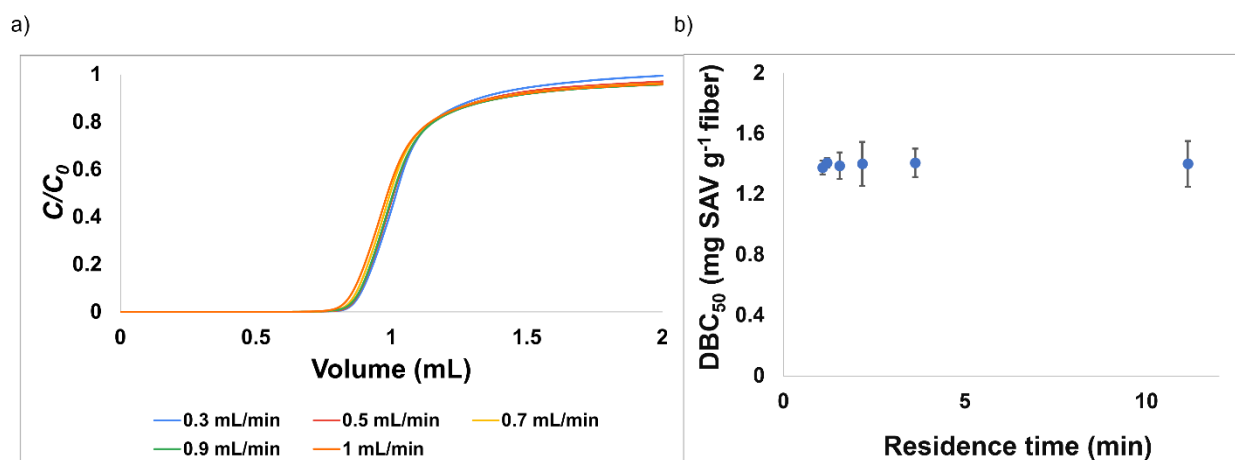 a)
1
0.8
0.6
0.4
0.2
0
C/C₀
0 0.5 1 1.5 2
Volume (mL)
0.3 mL/min 0.5 mL/min 0.7 mL/min
0.9 mL/min 1 mL/min
b)
2
1.6
1.2
0.8
0.4
0
DBC₅₀ (mg SAV g⁻¹ fiber)
0 5 10
Residence time (min)